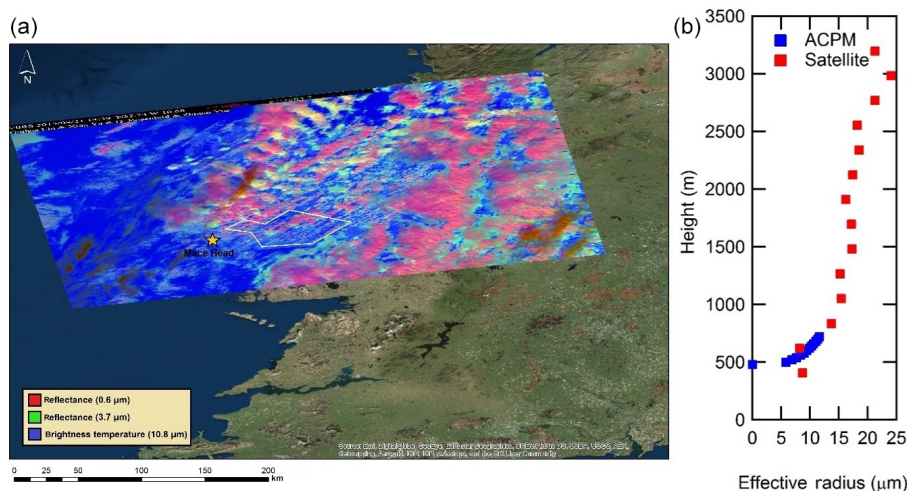 (a)
N
Mace Head
Reflectance (0.6 µm)
Reflectance (3.7 µm)
Brightness temperature (10.8 µm)
0 25 50 100 150 200
km
(b)
ACPM
Satellite
Height (m)
3500
3000
2500
2000
1500
1000
500
0
0 5 10 15 20 25
Effective radius (µm)